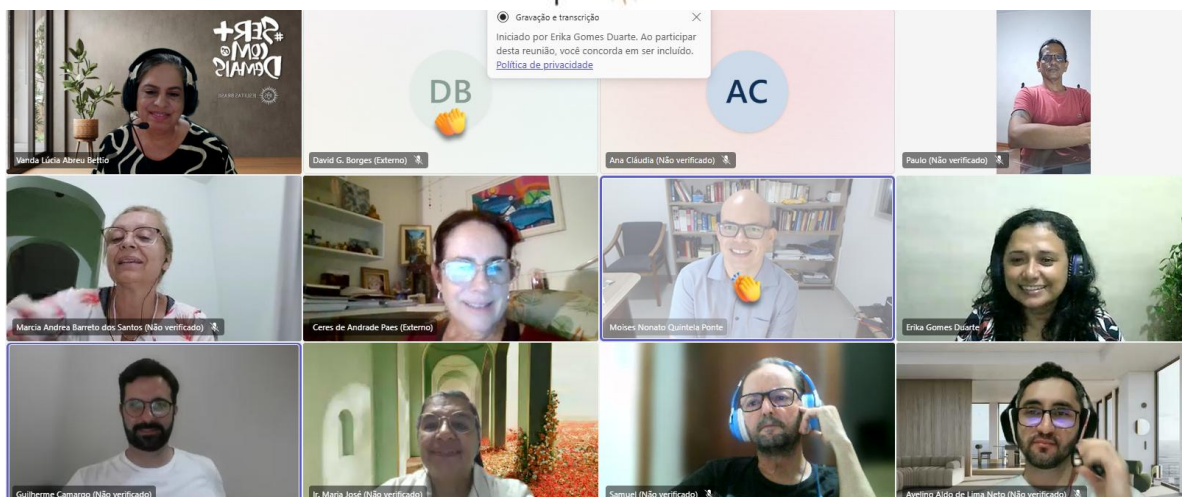 Gravação e transcrição
Iniciado por Erika Gomes Duarte. Ao participar
desta reunião, você concorda em ser incluído.
Política de privacidade
#SER+
COM
OS
DEMAIS
Vanda Lúcia Abreu Bettio
DB
David G. Borges (Externo)
AC
Ana Cláudia (Não verificado)
Paulo (Não verificado)
Marcia Andrea Barreto dos Santos (Não verificado)
Ceres de Andrade Paes (Externo)
Moises Nonato Quintela Ponte
Erika Gomes Duarte
Guilherme Camargo (Não verificado)
Ir. Maria José (Não verificado)
Samuel (Não verificado)
Avelino Aldo de Lima Neto (Não verificado)